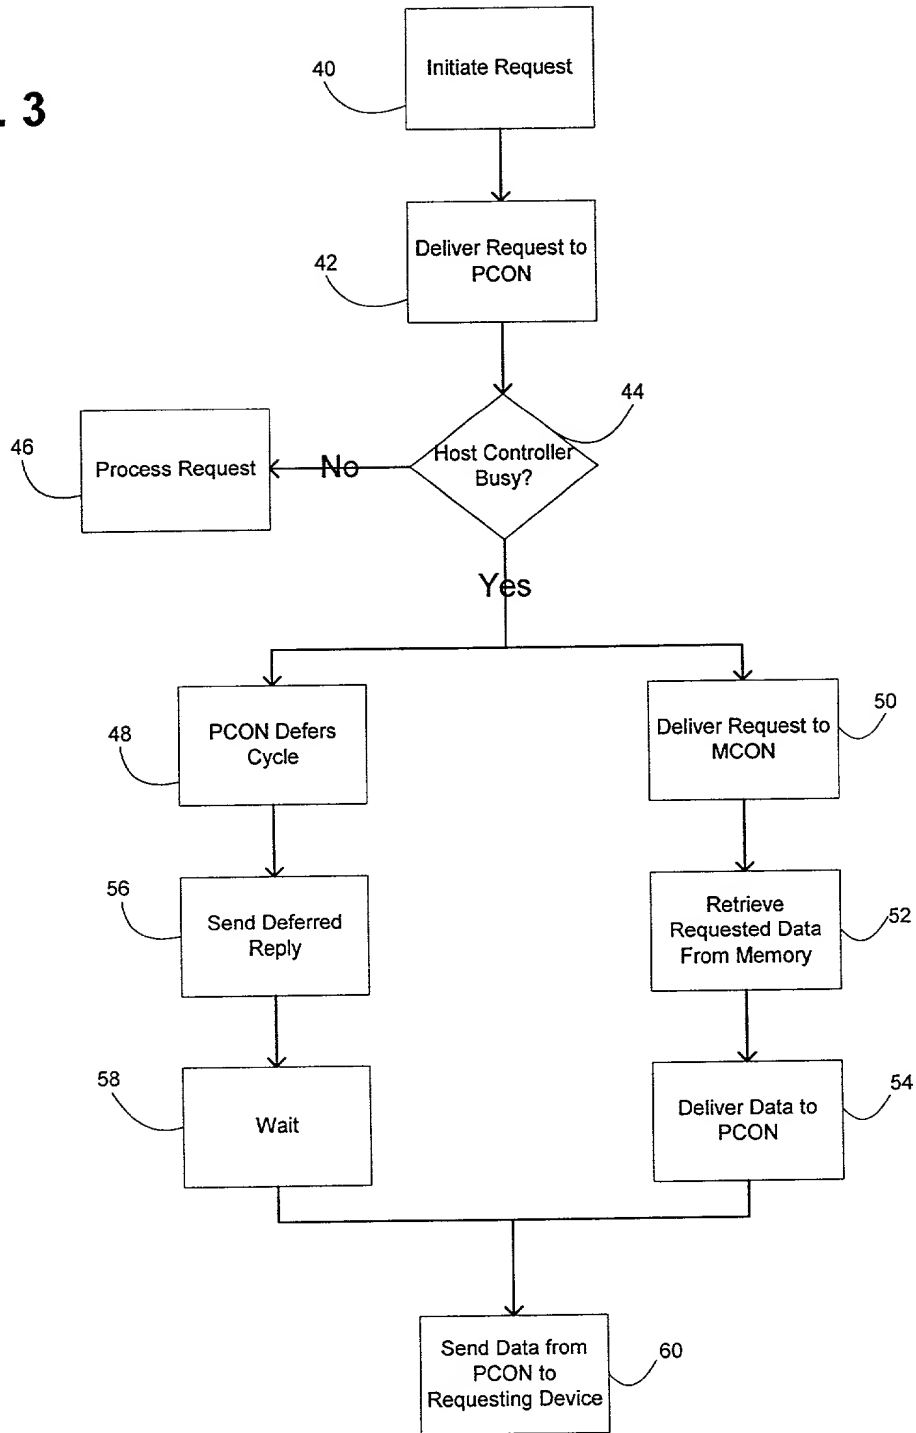 . 3
40
Initiate Request
42
Deliver Request to
PCON
44
Host Controller
Busy?
46
Process Request
No
Yes
48
PCON Defers
Cycle
50
Deliver Request to
MCON
56
Send Deferred
Reply
52
Retrieve
Requested Data
From Memory
58
Wait
54
Deliver Data to
PCON
60
Send Data from
PCON to
Requesting Device